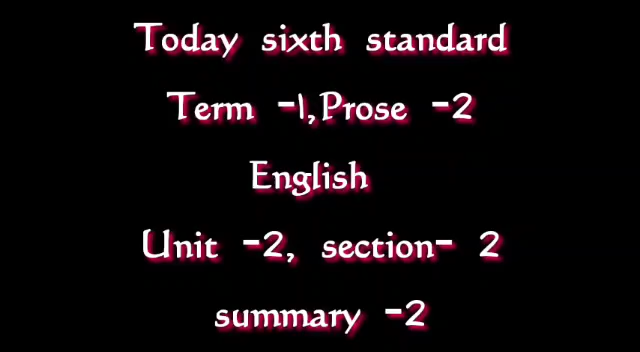 Today sixth standard
Term -1,Prose -2
English
Unit -2, section- 2
summary -2